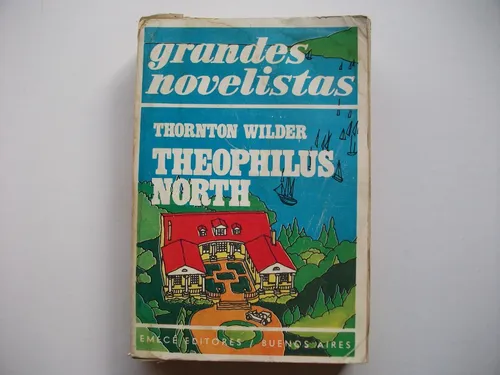 grandes
novelistas
THORNTON WILDER
THEOPHILUS
NORTH
EMECÉ EDITORES / BUENOS AIRES